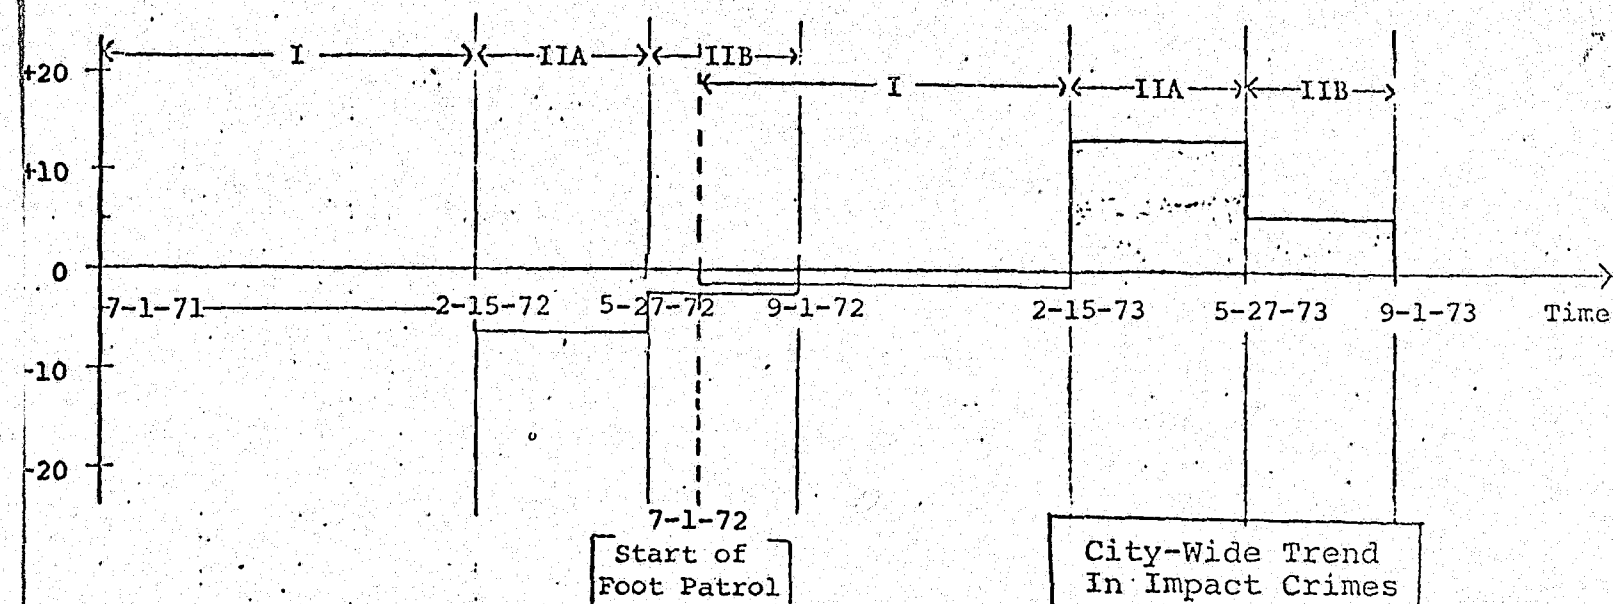 I IIA IIB
+20
I IIA IIB
+10
0
7-1-71 2-15-72 5-27-72 9-1-72 2-15-73 5-27-73 9-1-73 Time
-10
-20
7-1-72
Start of
Foot Patrol
City-Wide Trend
In Impact Crimes